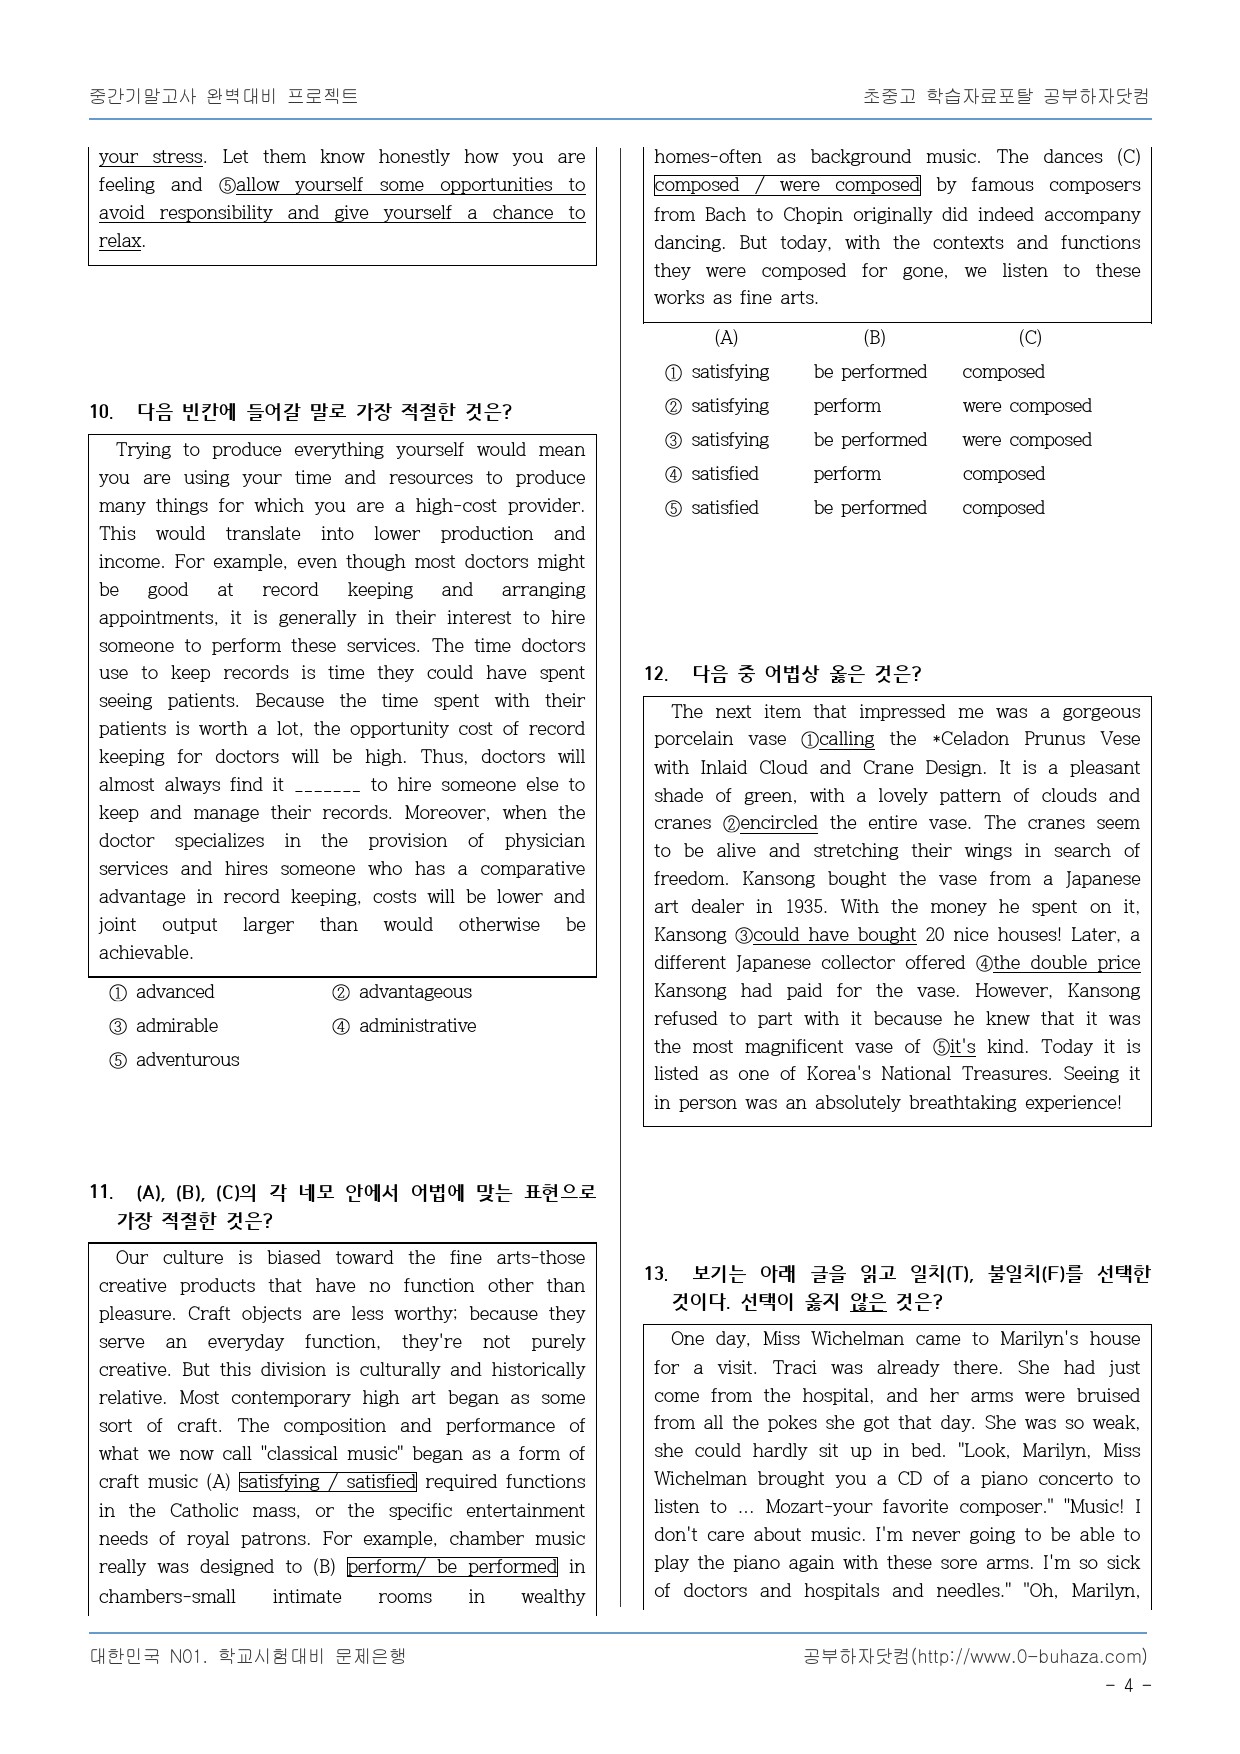 중간기말고사 완벽대비 프로젝트
초중고 학습자료포탈 공부하자닷컴
your stress. Let them know honestly how you are
feeling and ⑤allow yourself some opportunities to
avoid responsibility and give yourself a chance to
relax.
10. 다음 빈칸에 들어갈 말로 가장 적절한 것은?
Trying to produce everything yourself would mean
you are using your time and resources to produce
many things for which you are a high-cost provider.
This would translate into lower production and
income. For example, even though most doctors might
be good at record keeping and arranging
appointments, it is generally in their interest to hire
someone to perform these services. The time doctors
use to keep records is time they could have spent
seeing patients. Because the time spent with their
patients is worth a lot, the opportunity cost of record
keeping for doctors will be high. Thus, doctors will
almost always find it _______ to hire someone else to
keep and manage their records. Moreover, when the
doctor specializes in the provision of physician
services and hires someone who has a comparative
advantage in record keeping, costs will be lower and
joint output larger than would otherwise be
achievable.
① advanced ② advantageous
③ admirable ④ administrative
⑤ adventurous
11. (A), (B), (C)의 각 네모 안에서 어법에 맞는 표현으로
가장 적절한 것은?
Our culture is biased toward the fine arts-those
creative products that have no function other than
pleasure. Craft objects are less worthy; because they
serve an everyday function, they're not purely
creative. But this division is culturally and historically
relative. Most contemporary high art began as some
sort of craft. The composition and performance of
what we now call "classical music" began as a form of
craft music (A) satisfying / satisfied required functions
in the Catholic mass, or the specific entertainment
needs of royal patrons. For example, chamber music
really was designed to (B) perform/ be performed in
chambers-small intimate rooms in wealthy
homes-often as background music. The dances (C)
composed / were composed by famous composers
from Bach to Chopin originally did indeed accompany
dancing. But today, with the contexts and functions
they were composed for gone, we listen to these
works as fine arts.
(A) (B) (C)
① satisfying be performed composed
② satisfying perform were composed
③ satisfying be performed were composed
④ satisfied perform composed
⑤ satisfied be performed composed
12. 다음 중 어법상 옳은 것은?
The next item that impressed me was a gorgeous
porcelain vase ①calling the *Celadon Prunus Vese
with Inlaid Cloud and Crane Design. It is a pleasant
shade of green, with a lovely pattern of clouds and
cranes ②encircled the entire vase. The cranes seem
to be alive and stretching their wings in search of
freedom. Kansong bought the vase from a Japanese
art dealer in 1935. With the money he spent on it,
Kansong ③could have bought 20 nice houses! Later, a
different Japanese collector offered ④the double price
Kansong had paid for the vase. However, Kansong
refused to part with it because he knew that it was
the most magnificent vase of ⑤it's kind. Today it is
listed as one of Korea's National Treasures. Seeing it
in person was an absolutely breathtaking experience!
13. 보기는 아래 글을 읽고 일치(T), 불일치(F)를 선택한
것이다. 선택이 옳지 않은 것은?
One day, Miss Wichelman came to Marilyn's house
for a visit. Traci was already there. She had just
come from the hospital, and her arms were bruised
from all the pokes she got that day. She was so weak,
she could hardly sit up in bed. "Look, Marilyn, Miss
Wichelman brought you a CD of a piano concerto to
listen to ... Mozart-your favorite composer." "Music! I
don't care about music. I'm never going to be able to
play the piano again with these sore arms. I'm so sick
of doctors and hospitals and needles." "Oh, Marilyn,
대한민국 N01. 학교시험대비 문제은행
공부하자닷컴(http://www.0-buhaza.com)
- 4 -